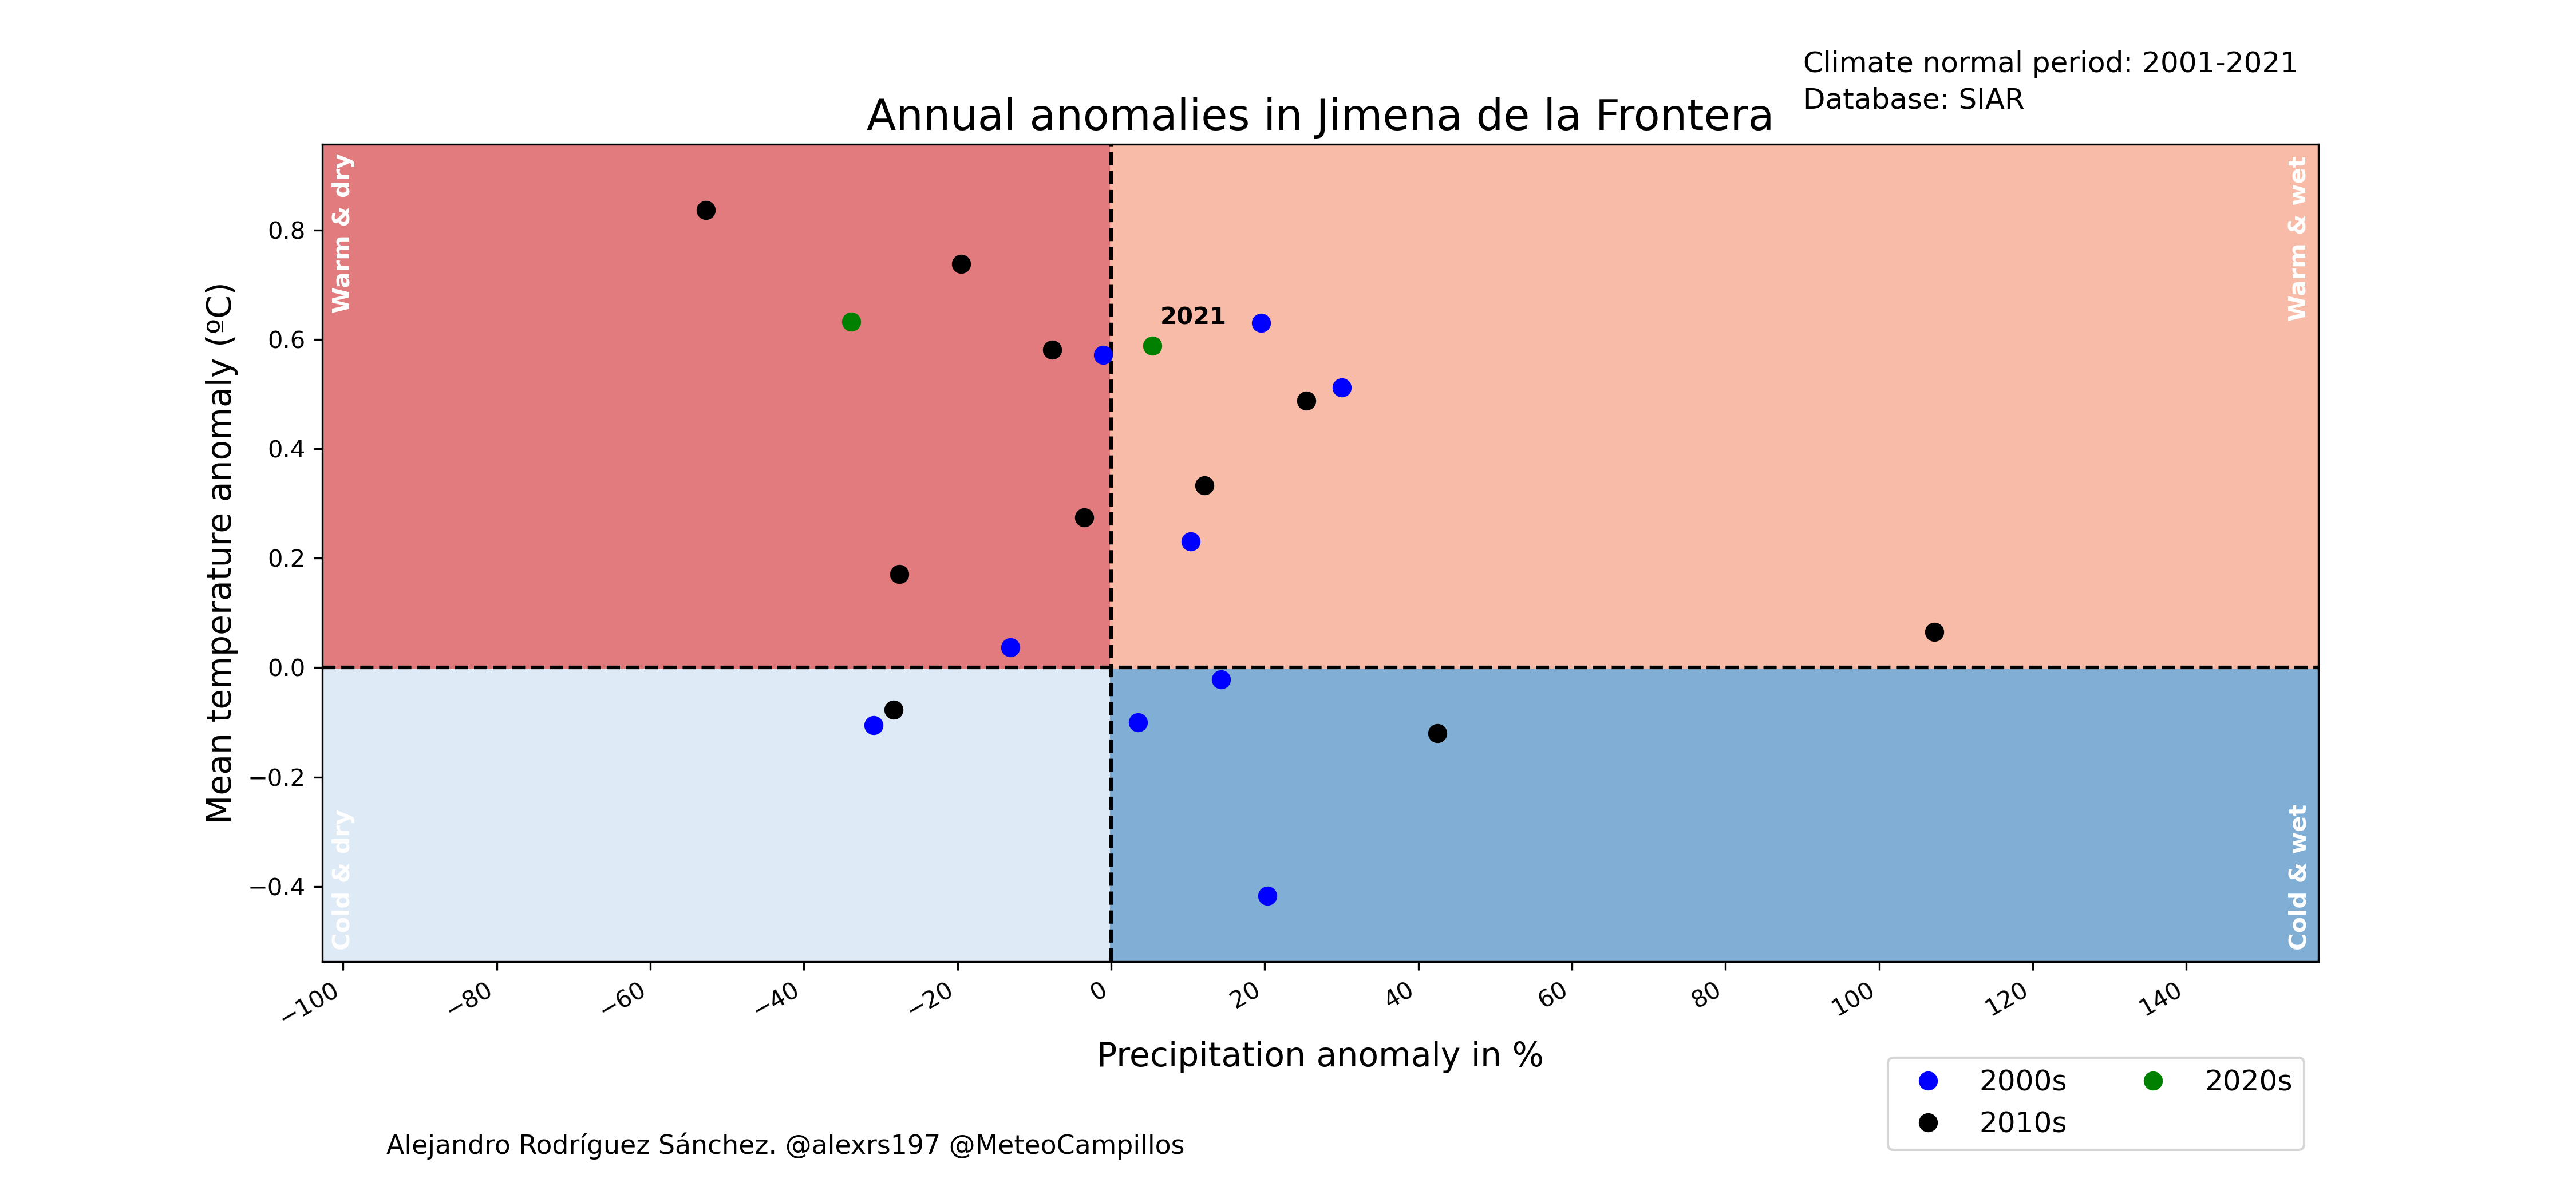 Climate normal period: 2001-2021
Database: SIAR
Annual anomalies in Jimena de la Frontera
Warm & dry
Warm & wet
Cold & dry
Cold & wet
2021
Mean temperature anomaly (ºC)
0.8
0.6
0.4
0.2
0.0
−0.2
−0.4
−100 −80 −60 −40 −20 0 20 40 60 80 100 120 140
Precipitation anomaly in %
2000s 2020s
2010s
Alejandro Rodríguez Sánchez. @alexrs197 @MeteoCampillos